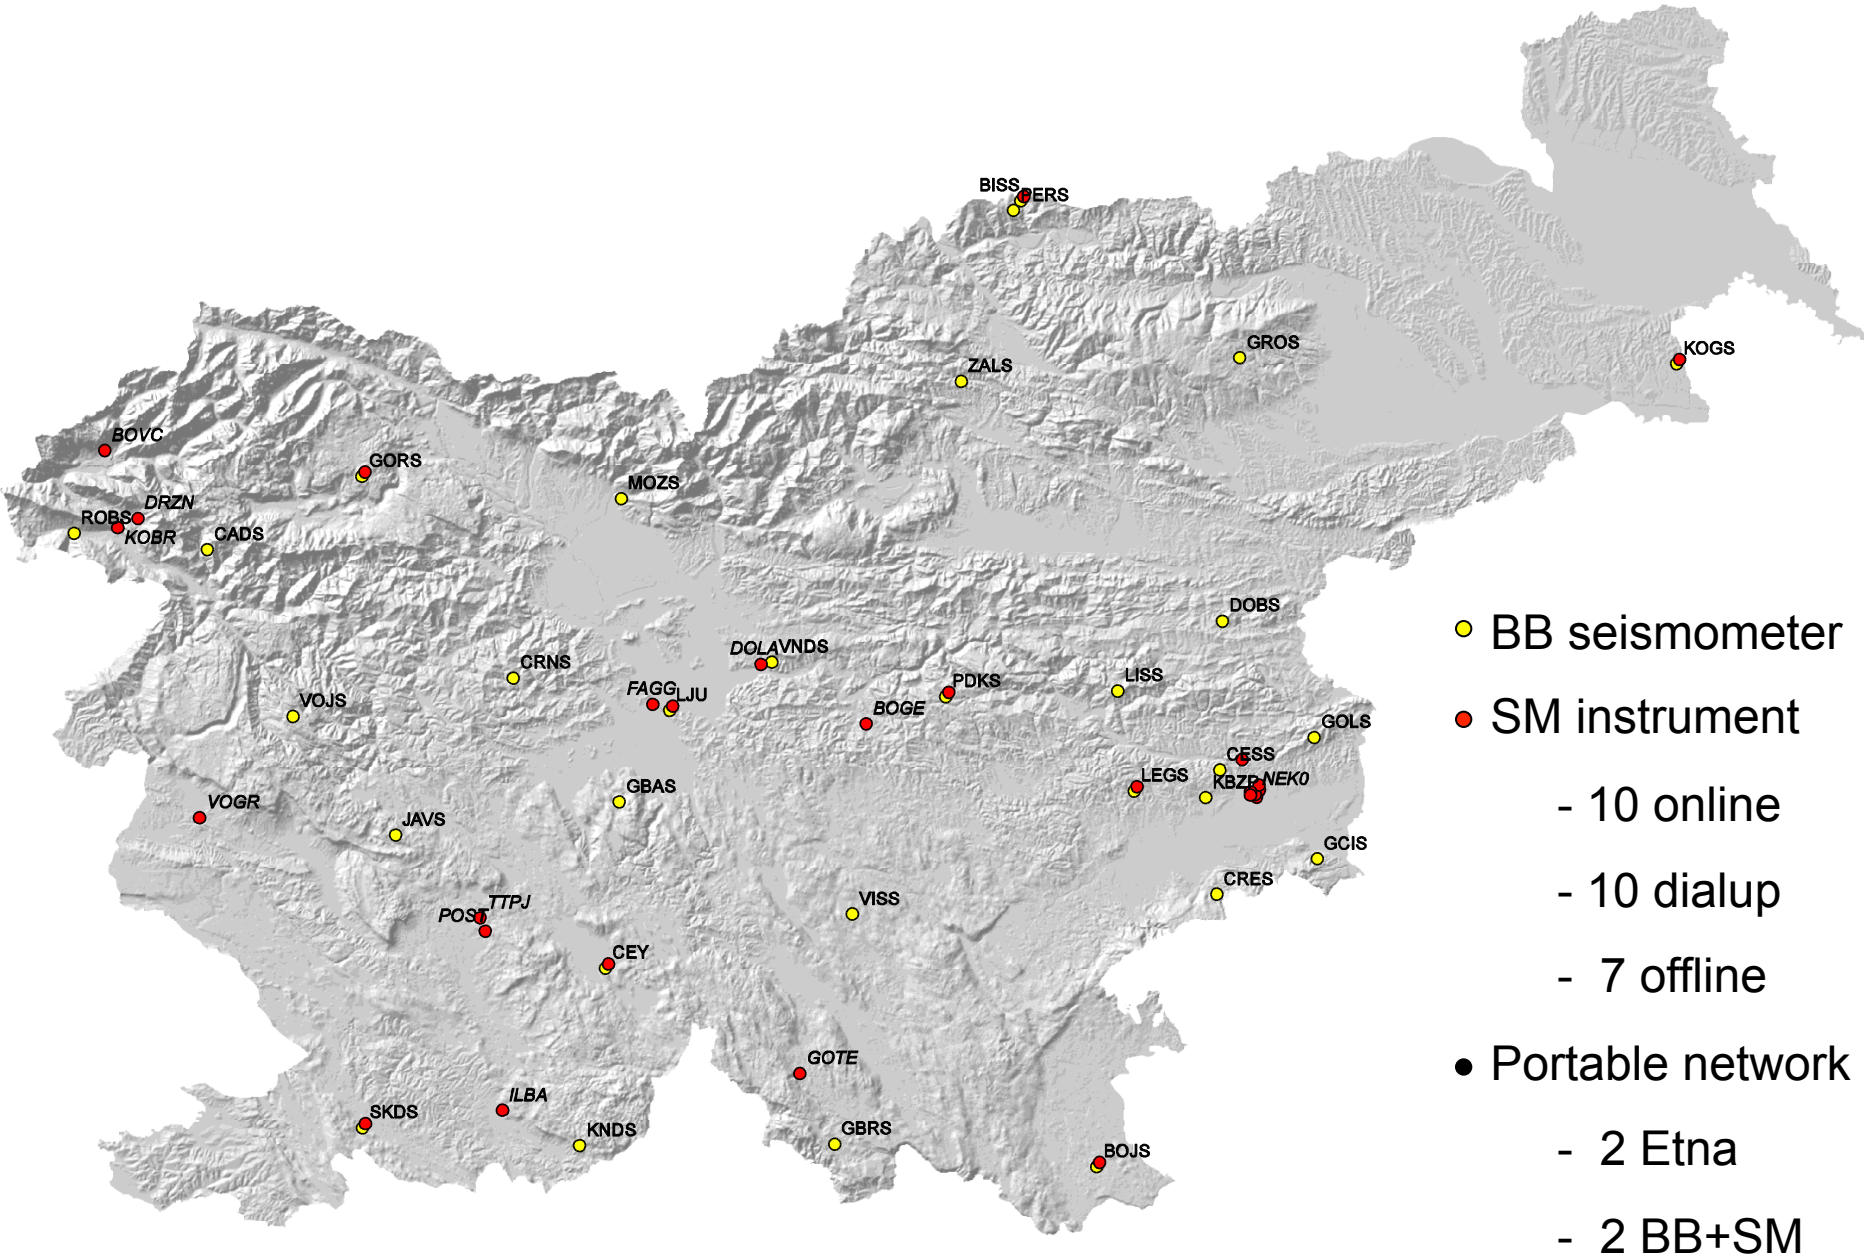 BISS
PERS
GROS
KOGS
ZALS
BOVC
GORS
MOZS
DRZN
ROBS
KOBR
CADS
DOBS
DOLA
VNDS
CRNS
LISS
PDKS
FAGG
LJU
VOJS
BOGE
GOLS
CESS
LEGS
NEK0
GBAS
VOGR
JAVS
GCIS
CRES
VISS
TTPJ
POST
CEY
GOTE
ILBA
SKDS
KNDS
GBRS
BOJS
BB seismometer
SM instrument
- 10 online
- 10 dialup
- 7 offline
Portable network
- 2 Etna
- 2 BB+SM